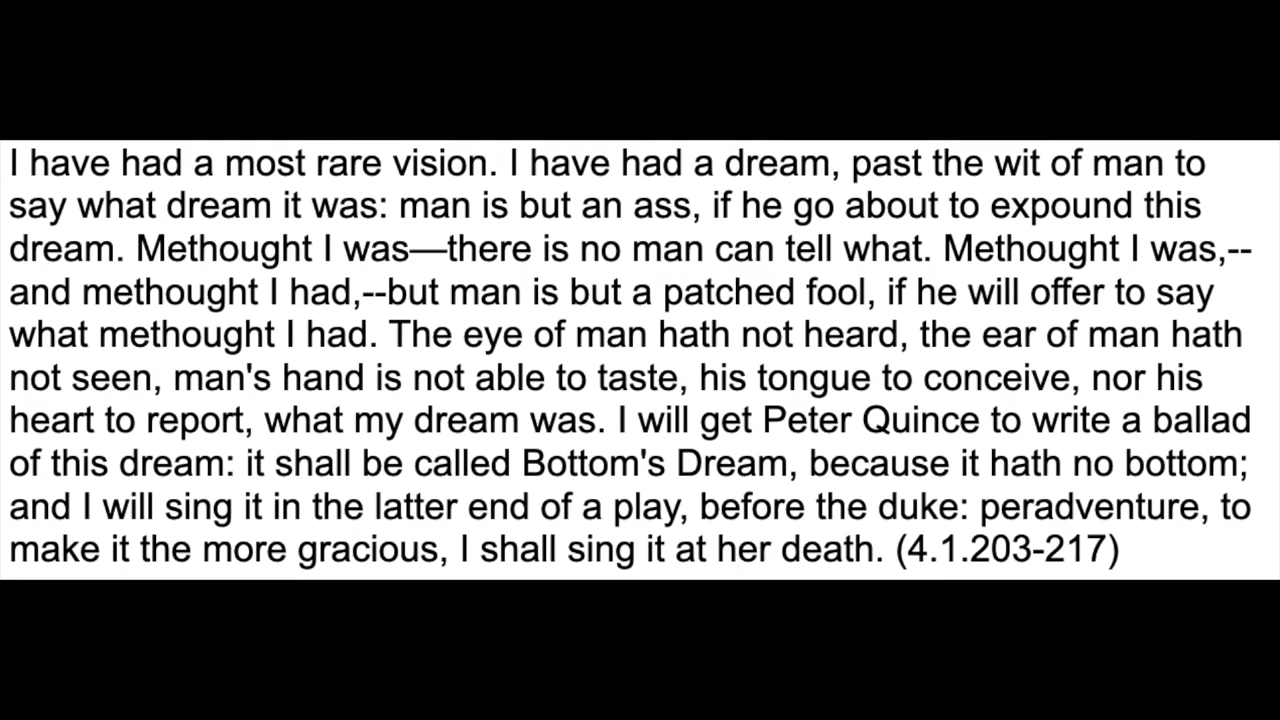 I have had a most rare vision. I have had a dream, past the wit of man to
say what dream it was: man is but an ass, if he go about to expound this
dream. Methought I was—there is no man can tell what. Methought I was,--
and methought I had,--but man is but a patched fool, if he will offer to say
what methought I had. The eye of man hath not heard, the ear of man hath
not seen, man's hand is not able to taste, his tongue to conceive, nor his
heart to report, what my dream was. I will get Peter Quince to write a ballad
of this dream: it shall be called Bottom's Dream, because it hath no bottom;
and I will sing it in the latter end of a play, before the duke: peradventure, to
make it the more gracious, I shall sing it at her death. (4.1.203-217)